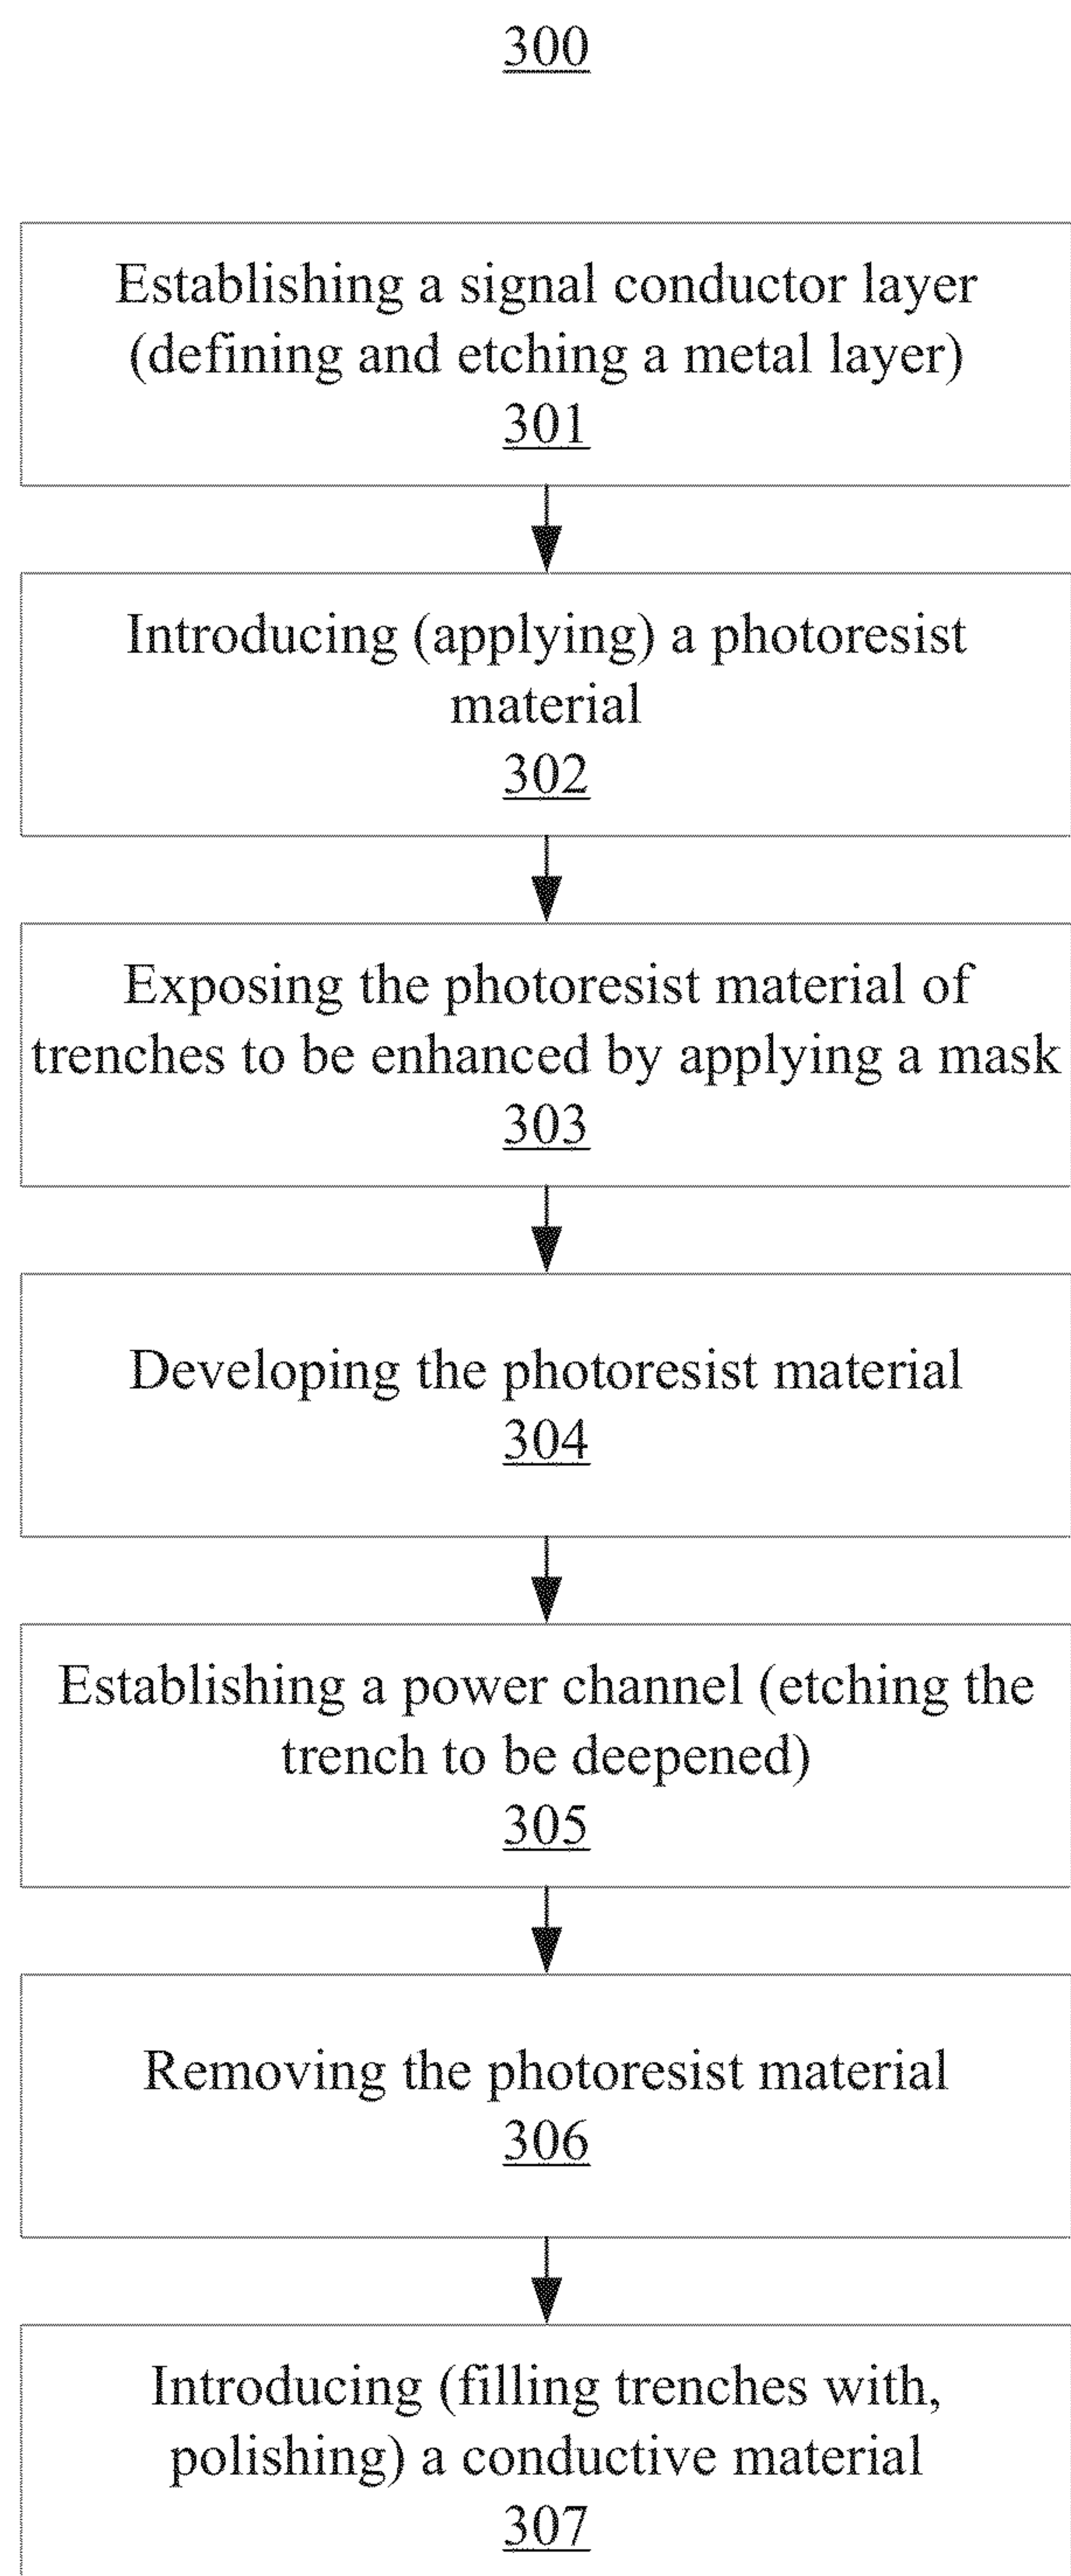 300
Establishing a signal conductor layer
(defining and etching a metal layer)
301
Introducing (applying) a photoresist
material
302
Exposing the photoresist material of
trenches to be enhanced by applying a mask
303
Developing the photoresist material
304
Establishing a power channel (etching the
trench to be deepened)
305
Removing the photoresist material
306
Introducing (filling trenches with,
polishing) a conductive material
307